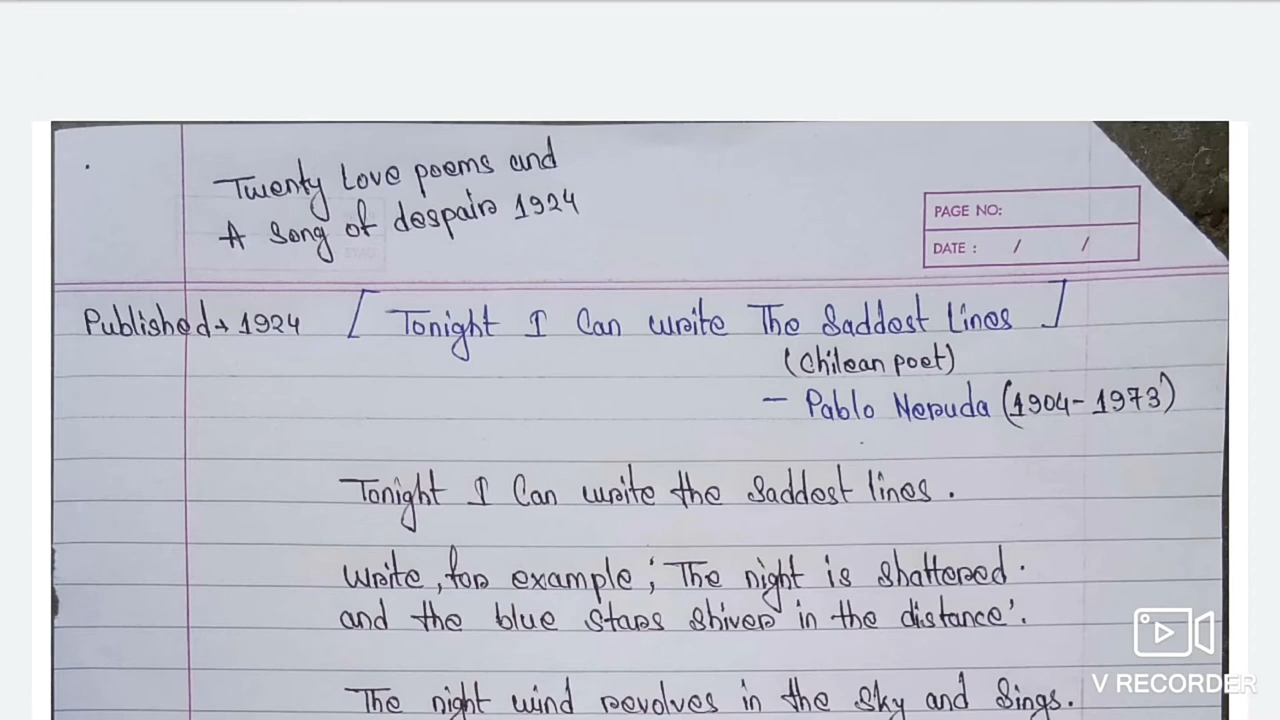 Twenty Love poems and
A Song of despair 1924
PAGE NO:
DATE : / /
Published → 1924 [ Tonight I Can write The Saddest Lines ]
(Chilean poet)
— Pablo Neruda (1904-1973)
Tonight I Can write the Saddest lines.
Write, for example, 'The night is shattered.
and the blue stars shiver in the distance'.
The night wind revolves in the Sky and Sings.
V RECORDER